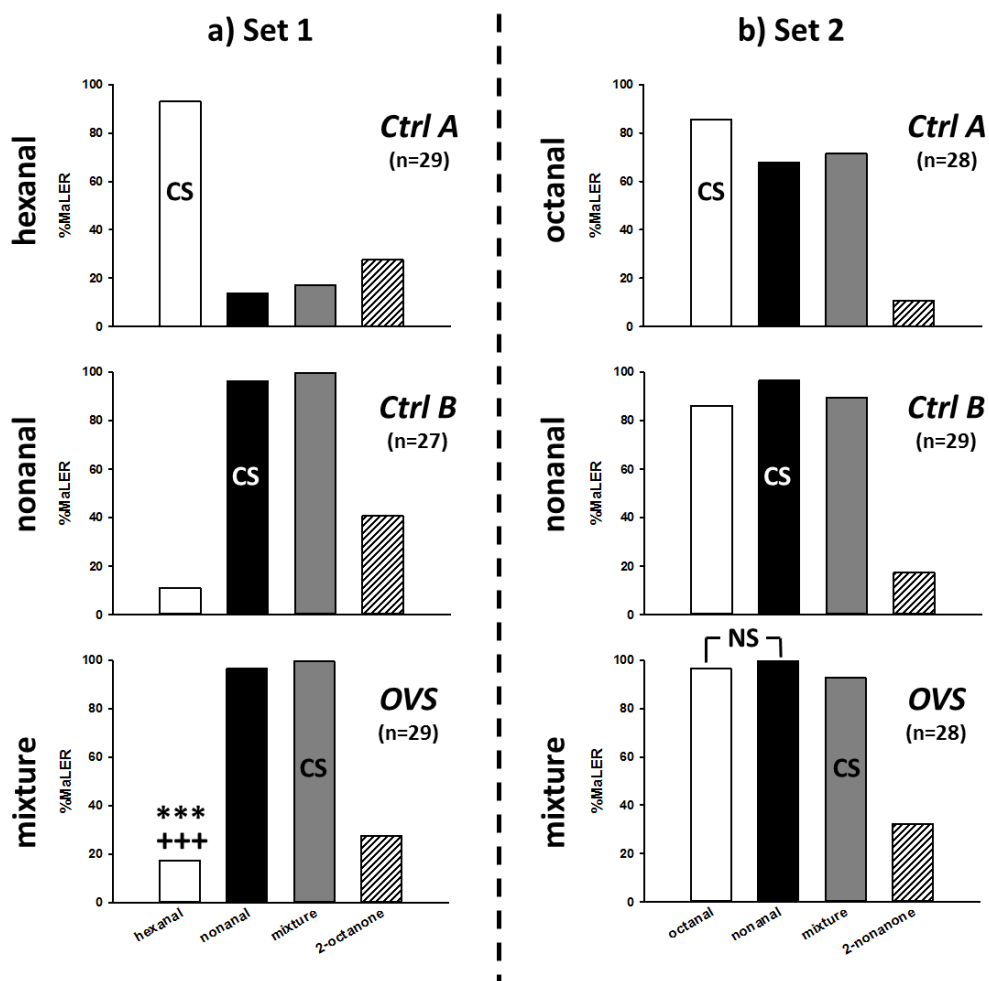 a) Set 1
hexanal
%MaLER
100
80
60
40
20
0
CS
Ctrl A
(n=29)
nonanal
%MaLER
100
80
60
40
20
0
CS
Ctrl B
(n=27)
mixture
%MaLER
100
80
60
40
20
0
***
+++
CS
OVS
(n=29)
hexanal
nonanal
mixture
2-octanone
b) Set 2
octanal
%MaLER
100
80
60
40
20
0
CS
Ctrl A
(n=28)
nonanal
%MaLER
100
80
60
40
20
0
CS
Ctrl B
(n=29)
mixture
%MaLER
100
80
60
40
20
0
NS
CS
OVS
(n=28)
octanal
nonanal
mixture
2-nonanone